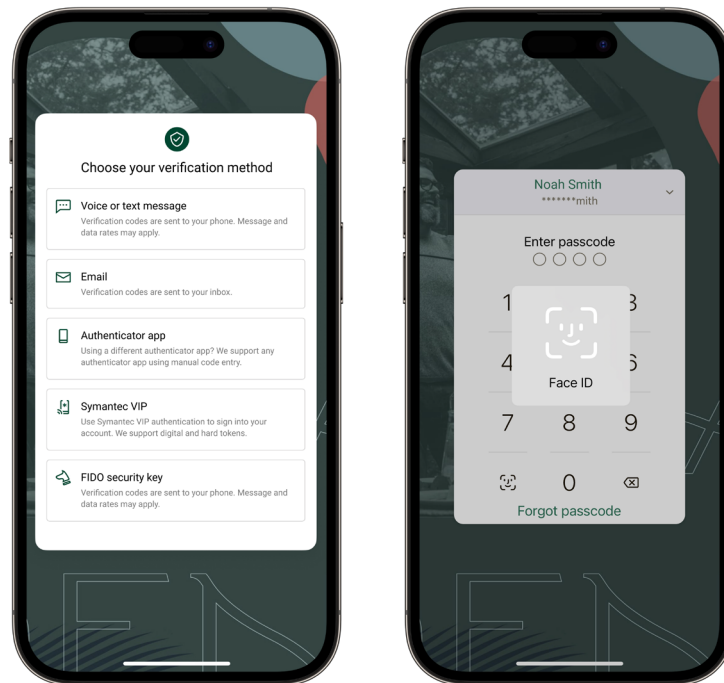 Choose your verification method
Voice or text message
Verification codes are sent to your phone. Message and
data rates may apply.
Email
Verification codes are sent to your inbox.
Authenticator app
Using a different authenticator app? We support any
authenticator app using manual code entry.
Symantec VIP
Use Symantec VIP authentication to sign into your
account. We support digital and hard tokens.
FIDO security key
Verification codes are sent to your phone. Message and
data rates may apply.
Noah Smith
*******mith
Enter passcode
1 3
4 6
Face ID
7 8 9
0
Forgot passcode